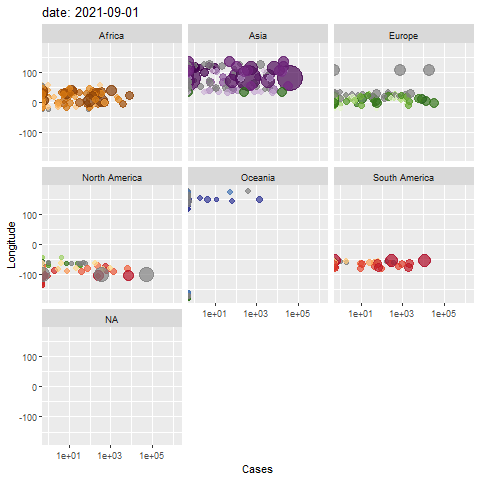 date: 2021-09-01
Africa
Asia
Europe
100
0
-100
North America
Oceania
South America
100
0
-100
Longitude
1e+01
1e+03
1e+05
1e+01
1e+03
1e+05
NA
100
0
-100
1e+01
1e+03
1e+05
Cases